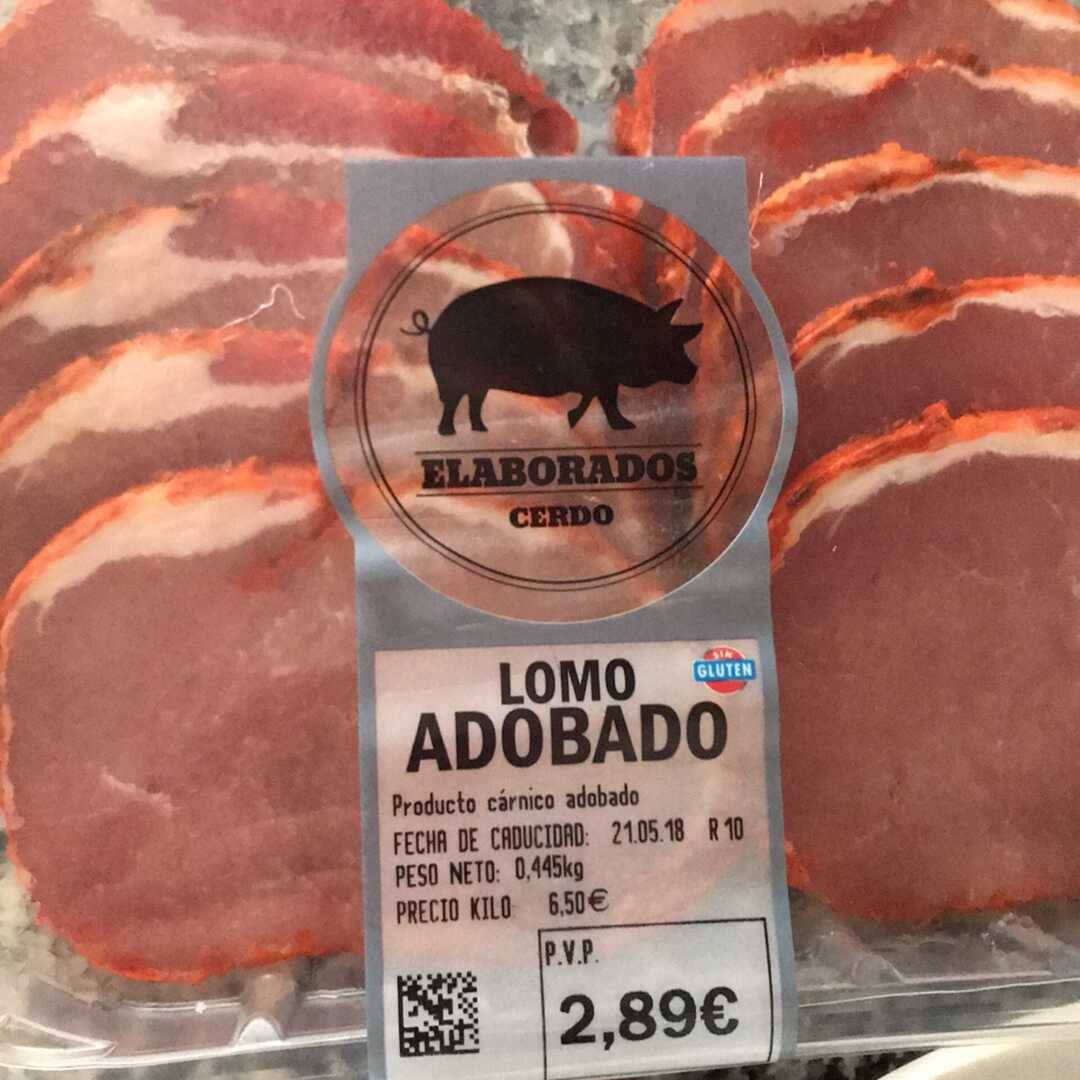 ELABORADOS
CERDO
LOMO
ADOBADO
SIN
GLUTEN
Producto cárnico adobado
FECHA DE CADUCIDAD: 21.05.18 R 10
PESO NETO: 0,445kg
PRECIO KILO: 6,50€
P.V.P.
2,89€